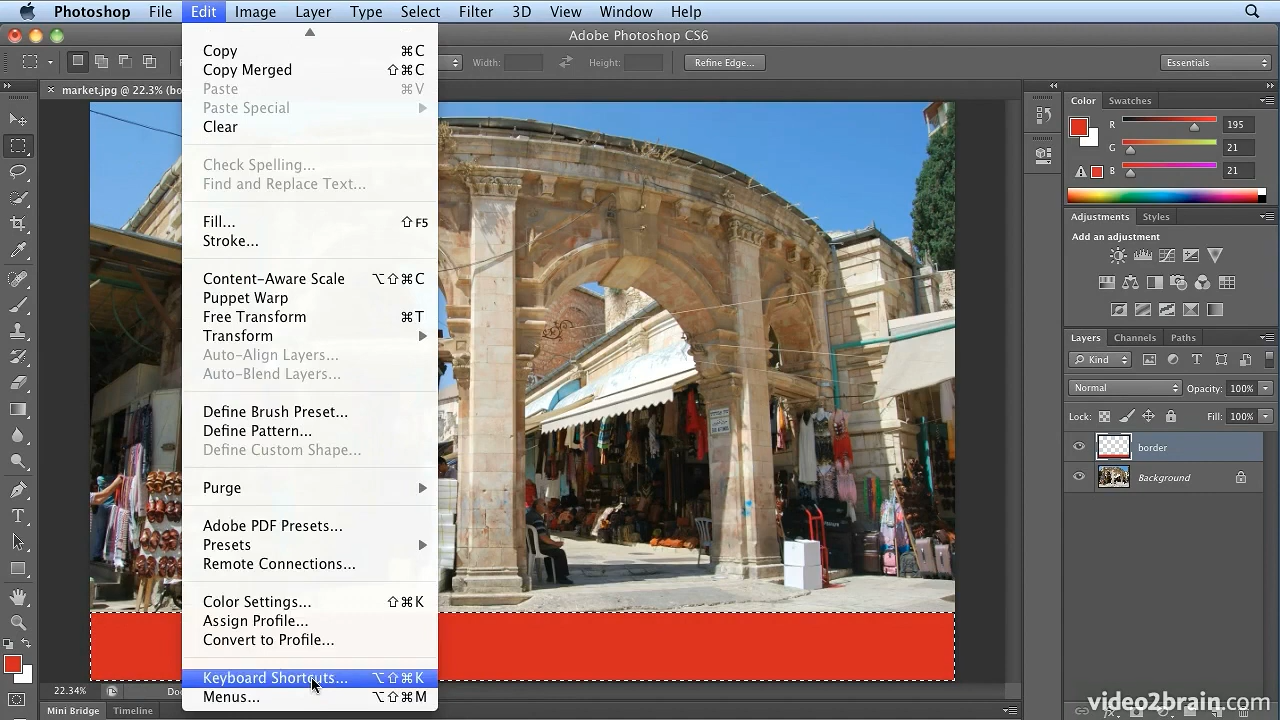 Photoshop File Edit Image Layer Type Select Filter 3D View Window Help
Adobe Photoshop CS6
Width: Height: Refine Edge... Essentials
market.jpg @ 22.3% (bo
Copy ⌘C
Copy Merged ⇧⌘C
Paste ⌘V
Paste Special
Clear
Check Spelling...
Find and Replace Text...
Fill... ⇧F5
Stroke...
Content-Aware Scale ⌥⇧⌘C
Puppet Warp
Free Transform ⌘T
Transform
Auto-Align Layers...
Auto-Blend Layers...
Define Brush Preset...
Define Pattern...
Define Custom Shape...
Purge
Adobe PDF Presets...
Presets
Remote Connections...
Color Settings... ⇧⌘K
Assign Profile...
Convert to Profile...
Keyboard Shortcuts... ⌥⇧⌘K
Menus... ⌥⇧⌘M
Color Swatches
R 195
G 21
B 21
Adjustments Styles
Add an adjustment
Layers Channels Paths
Kind
Normal Opacity: 100%
Lock: Fill: 100%
border
Background
22.34% Doc
Mini Bridge Timeline
video2brain.com